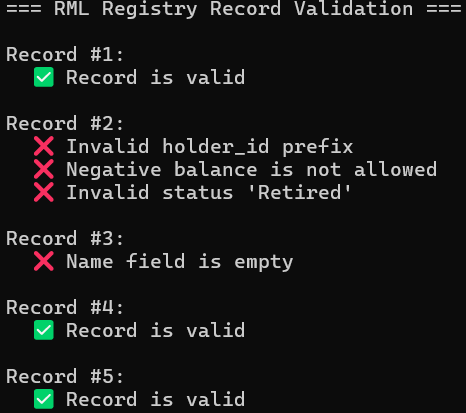 === RML Registry Record Validation ===
Record #1:
✅ Record is valid
Record #2:
❌ Invalid holder_id prefix
❌ Negative balance is not allowed
❌ Invalid status 'Retired'
Record #3:
❌ Name field is empty
Record #4:
✅ Record is valid
Record #5:
✅ Record is valid